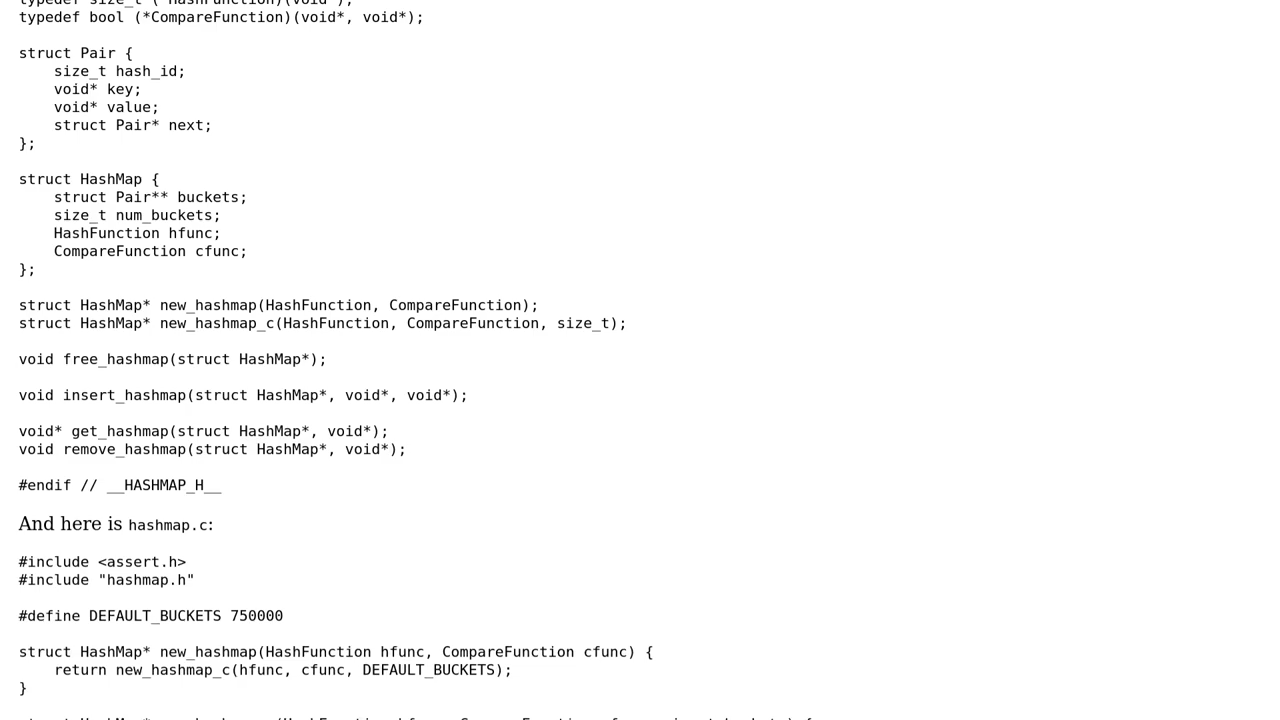 typedef size_t (*HashFunction)(void*);
typedef bool (*CompareFunction)(void*, void*);
struct Pair {
size_t hash_id;
void* key;
void* value;
struct Pair* next;
};
struct HashMap {
struct Pair** buckets;
size_t num_buckets;
HashFunction hfunc;
CompareFunction cfunc;
};
struct HashMap* new_hashmap(HashFunction, CompareFunction);
struct HashMap* new_hashmap_c(HashFunction, CompareFunction, size_t);
void free_hashmap(struct HashMap*);
void insert_hashmap(struct HashMap*, void*, void*);
void* get_hashmap(struct HashMap*, void*);
void remove_hashmap(struct HashMap*, void*);
#endif // __HASHMAP_H__
And here is hashmap.c:
#include <assert.h>
#include "hashmap.h"
#define DEFAULT_BUCKETS 750000
struct HashMap* new_hashmap(HashFunction hfunc, CompareFunction cfunc) {
return new_hashmap_c(hfunc, cfunc, DEFAULT_BUCKETS);
}